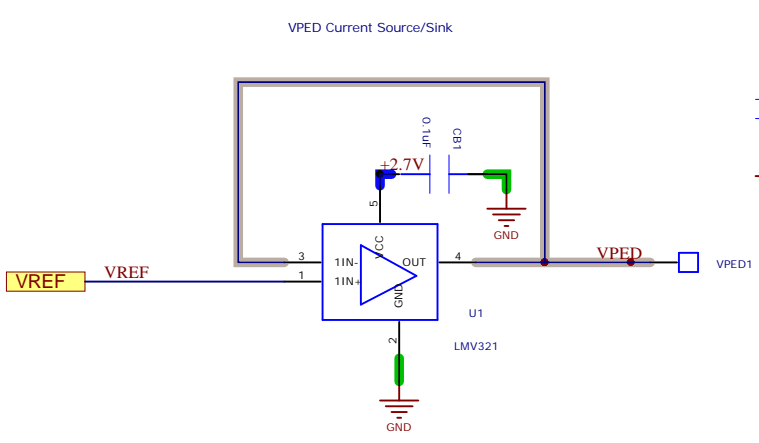 VPED Current Source/Sink
0.1uF
CB1
+2.7V
5
VCC
GND
3
1IN-
OUT
4
VPED
VPED1
VREF
VREF
1
1IN+
GND
U1
2
LMV321
GND